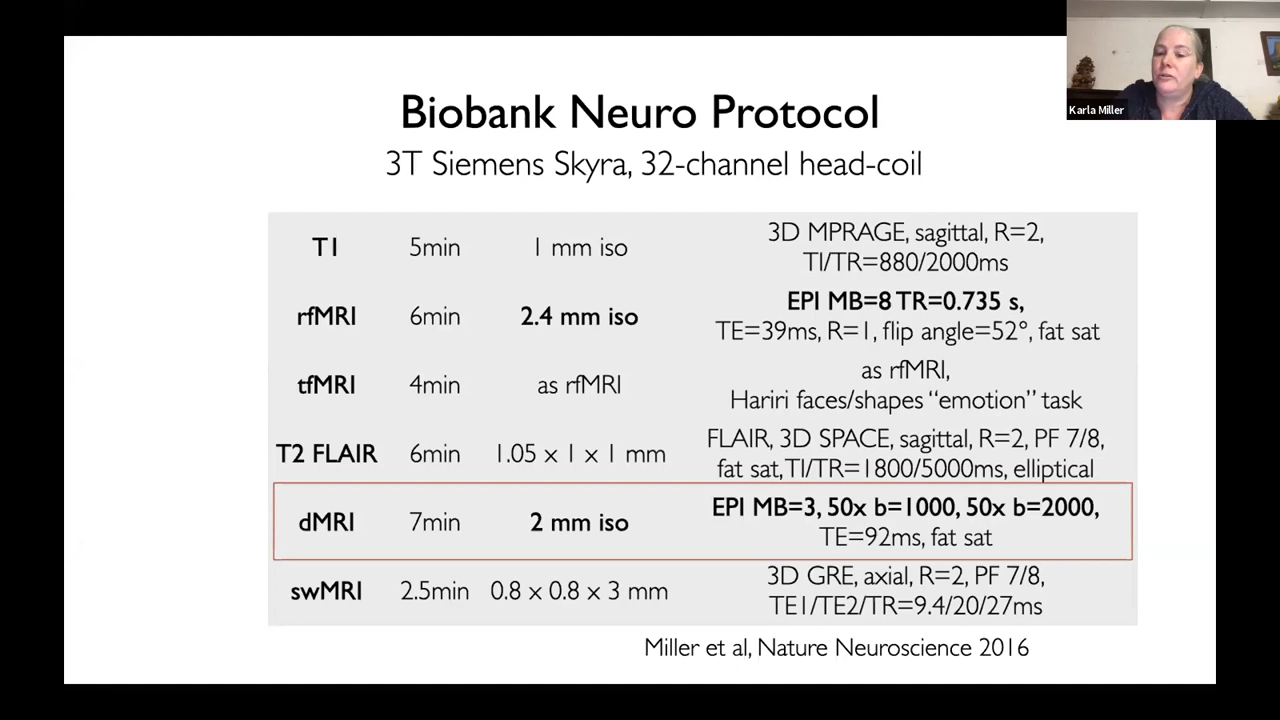 Karla Miller
Biobank Neuro Protocol
3T Siemens Skyra, 32-channel head-coil
T1 5min 1 mm iso 3D MPRAGE, sagittal, R=2,
TI/TR=880/2000ms
rfMRI 6min 2.4 mm iso EPI MB=8 TR=0.735 s,
TE=39ms, R=1, flip angle=52°, fat sat
tfMRI 4min as rfMRI as rfMRI,
Hariri faces/shapes “emotion” task
T2 FLAIR 6min 1.05 x 1 x 1 mm FLAIR, 3D SPACE, sagittal, R=2, PF 7/8,
fat sat, TI/TR=1800/5000ms, elliptical
dMRI 7min 2 mm iso EPI MB=3, 50x b=1000, 50x b=2000,
TE=92ms, fat sat
swMRI 2.5min 0.8 x 0.8 x 3 mm 3D GRE, axial, R=2, PF 7/8,
TE1/TE2/TR=9.4/20/27ms
Miller et al, Nature Neuroscience 2016